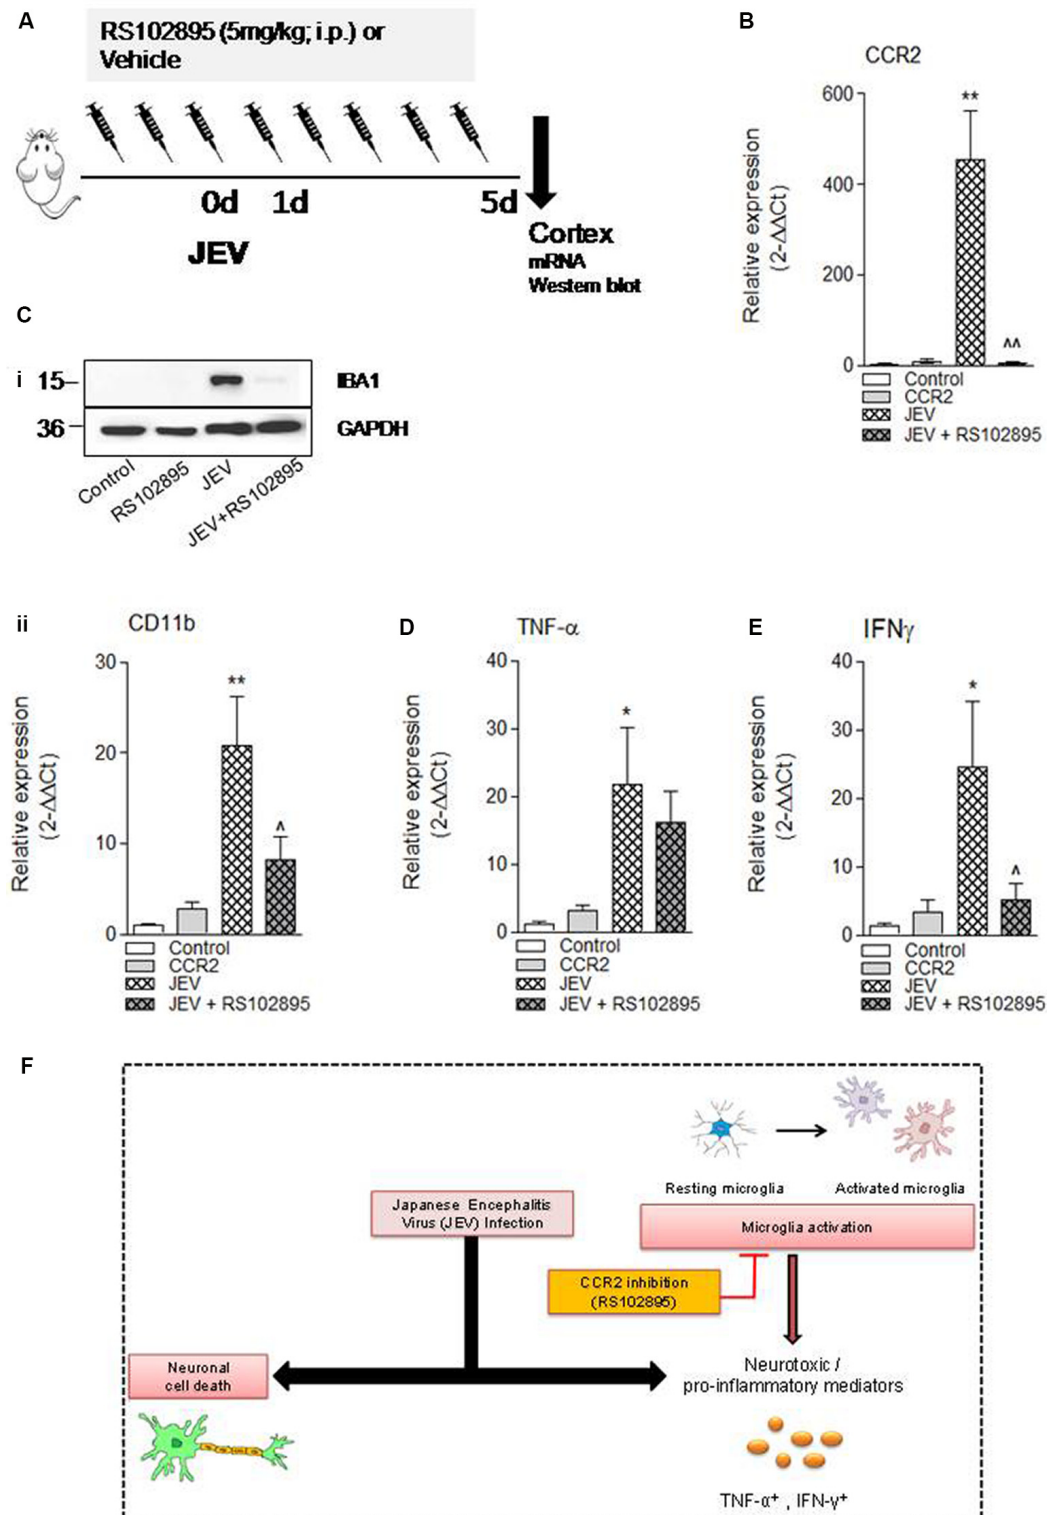 A
RS102895 (5mg/kg; i.p.) or
Vehicle
0d 1d 5d
JEV
Cortex
mRNA
Western blot
B
CCR2
Relative expression
(2-ΔΔCt)
600
400
200
0
**
^^
Control
CCR2
JEV
JEV + RS102895
C
i
15
IBA1
36
GAPDH
Control
RS102895
JEV
JEV+RS102895
ii
CD11b
Relative expression
(2-ΔΔCt)
30
20
10
0
**
^
Control
CCR2
JEV
JEV + RS102895
D
TNF-α
Relative expression
(2-ΔΔCt)
40
30
20
10
0
*
Control
CCR2
JEV
JEV + RS102895
E
IFNγ
Relative expression
(2-ΔΔCt)
40
30
20
10
0
*
^
Control
CCR2
JEV
JEV + RS102895
F
Resting microglia
Activated microglia
Japanese Encephalitis
Virus (JEV) Infection
Microglia activation
CCR2 inhibition
(RS102895)
Neuronal
cell death
Neurotoxic /
pro-inflammatory mediators
TNF-α⁺ , IFN-γ⁺